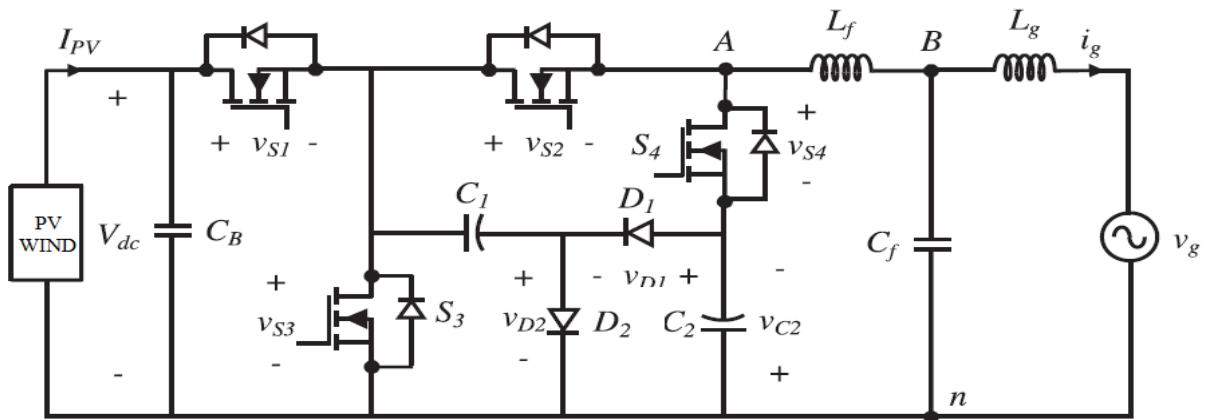 I_PV
A
L_f
B
L_g
i_g
+
+ v_S1 -
+ v_S2 -
S_4
+
v_S4
-
C_1
D_1
PV
WIND
V_dc
C_B
C_f
v_g
+
v_S3
-
S_3
+
v_D2
-
D_2
- v_D1 +
C_2
-
v_C2
+
-
n